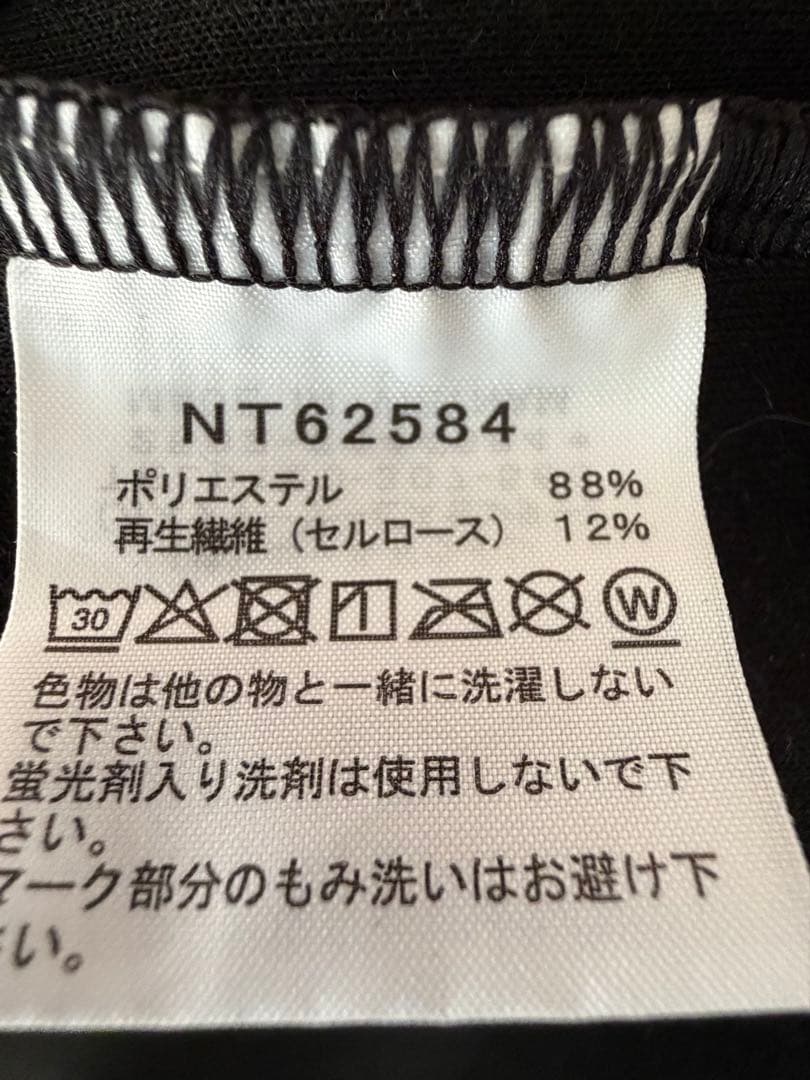 NT62584
ポリエステル 88%
再生繊維（セルロース） 12%
30 W
色物は他の物と一緒に洗濯しない
で下さい。
蛍光剤入り洗剤は使用しないで下
さい。
マーク部分のもみ洗いはお避け下
さい。